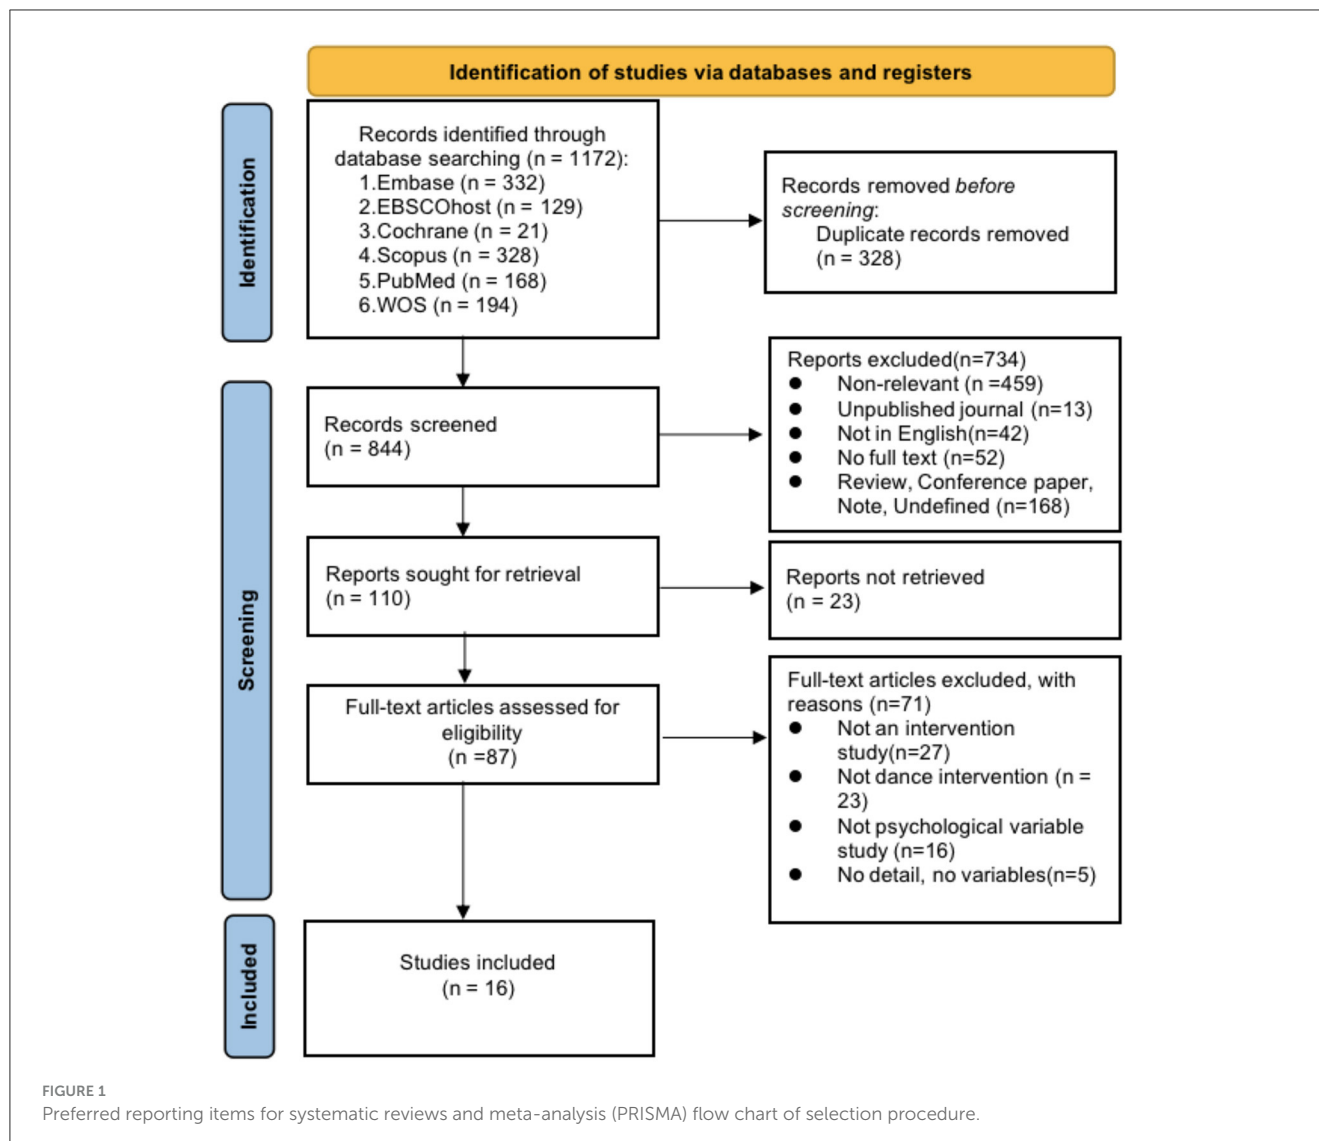 Identification of studies via databases and registers
Identification
Records identified through
database searching (n = 1172):
1.Embase (n = 332)
2.EBSCOhost (n = 129)
3.Cochrane (n = 21)
4.Scopus (n = 328)
5.PubMed (n = 168)
6.WOS (n = 194)
Records removed before
screening:
Duplicate records removed
(n = 328)
Screening
Records screened
(n = 844)
Reports excluded(n=734)
● Non-relevant (n =459)
● Unpublished journal (n=13)
● Not in English(n=42)
● No full text (n=52)
● Review, Conference paper,
Note, Undefined (n=168)
Reports sought for retrieval
(n = 110)
Reports not retrieved
(n = 23)
Full-text articles assessed for
eligibility
(n =87)
Full-text articles excluded, with
reasons (n=71)
● Not an intervention
study(n=27)
● Not dance intervention (n =
23)
● Not psychological variable
study (n=16)
● No detail, no variables(n=5)
Included
Studies included
(n = 16)
FIGURE 1
Preferred reporting items for systematic reviews and meta-analysis (PRISMA) flow chart of selection procedure.